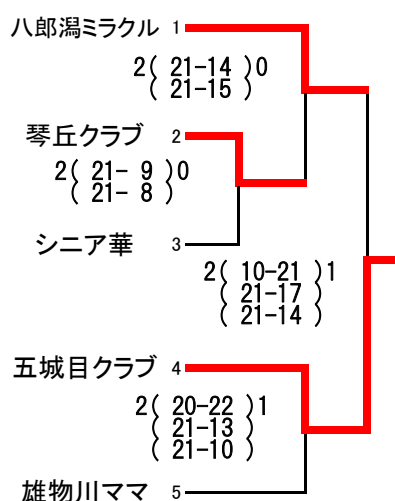 八郎潟ミラクル 1
2( 21-14 )0
( 21-15 )
琴丘クラブ 2
2( 21- 9 )0
( 21- 8 )
シニア華 3
2( 10-21 )1
( 21-17 )
( 21-14 )
五城目クラブ 4
2( 20-22 )1
( 21-13 )
( 21-10 )
雄物川ママ 5